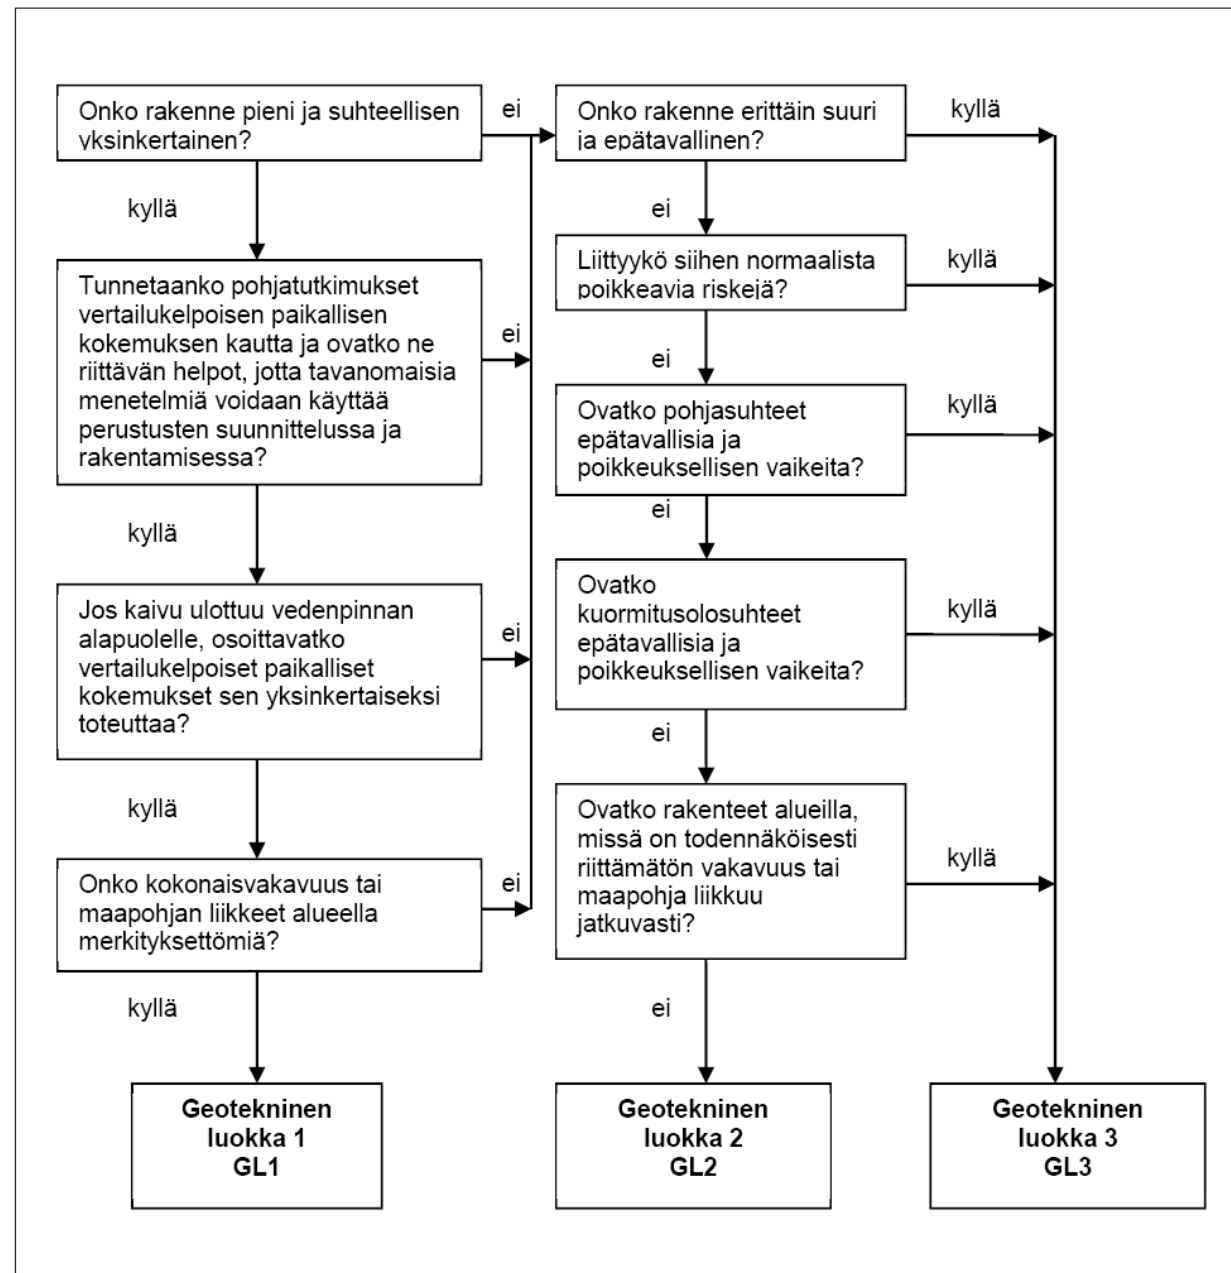 Onko rakenne pieni ja suhteellisen
yksinkertainen?
ei
kyllä
Tunnetaanko pohjatutkimukset
vertailukelpoisen paikallisen
kokemuksen kautta ja ovatko ne
riittävän helpot, jotta tavanomaisia
menetelmiä voidaan käyttää
perustusten suunnittelussa ja
rakentamisessa?
ei
kyllä
Jos kaivu ulottuu vedenpinnan
alapuolelle, osoittavatko
vertailukelpoiset paikalliset
kokemukset sen yksinkertaiseksi
toteuttaa?
ei
kyllä
Onko kokonaisvakavuus tai
maapohjan liikkeet alueella
merkityksettömiä?
ei
kyllä
Geotekninen
luokka 1
GL1
Onko rakenne erittäin suuri
ja epätavallinen?
kyllä
ei
Liittyykö siihen normaalista
poikkeavia riskejä?
kyllä
ei
Ovatko pohjasuhteet
epätavallisia ja
poikkeuksellisen vaikeita?
kyllä
ei
Ovatko
kuormitusolosuhteet
epätavallisia ja
poikkeuksellisen vaikeita?
kyllä
ei
Ovatko rakenteet alueilla,
missä on todennäköisesti
riittämätön vakavuus tai
maapohja liikkuu
jatkuvasti?
kyllä
ei
Geotekninen
luokka 2
GL2
Geotekninen
luokka 3
GL3